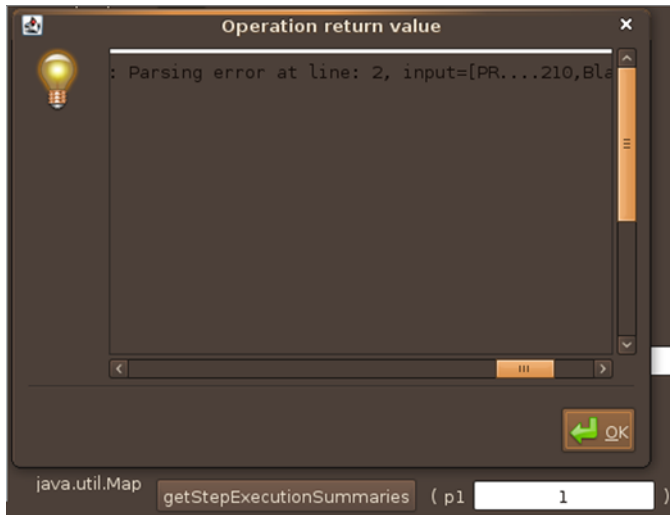 Operation return value
: Parsing error at line: 2, input=[PR....210,Bla
OK
java.util.Map getStepExecutionSummaries ( p1 1 )